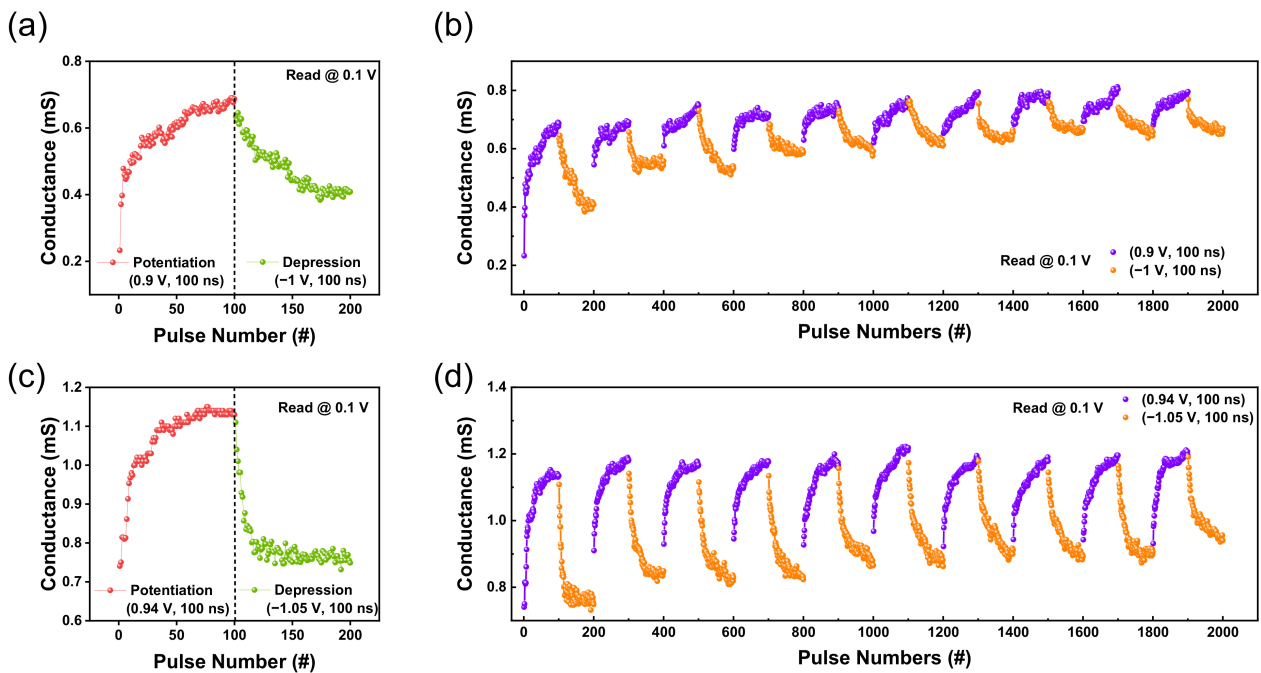 (a)
Conductance (mS)
0.8
0.6
0.4
0.2
Read @ 0.1 V
Potentiation
(0.9 V, 100 ns)
Depression
(−1 V, 100 ns)
0 50 100 150 200
Pulse Number (#)
(b)
Conductance (mS)
0.8
0.6
0.4
0.2
Read @ 0.1 V
(0.9 V, 100 ns)
(−1 V, 100 ns)
0 200 400 600 800 1000 1200 1400 1600 1800 2000
Pulse Numbers (#)
(c)
Conductance (mS)
1.2
1.1
1.0
0.9
0.8
0.7
0.6
Read @ 0.1 V
Potentiation
(0.94 V, 100 ns)
Depression
(−1.05 V, 100 ns)
0 50 100 150 200
Pulse Number (#)
(d)
Conductance (mS)
1.4
1.2
1.0
0.8
Read @ 0.1 V
(0.94 V, 100 ns)
(−1.05 V, 100 ns)
0 200 400 600 800 1000 1200 1400 1600 1800 2000
Pulse Numbers (#)